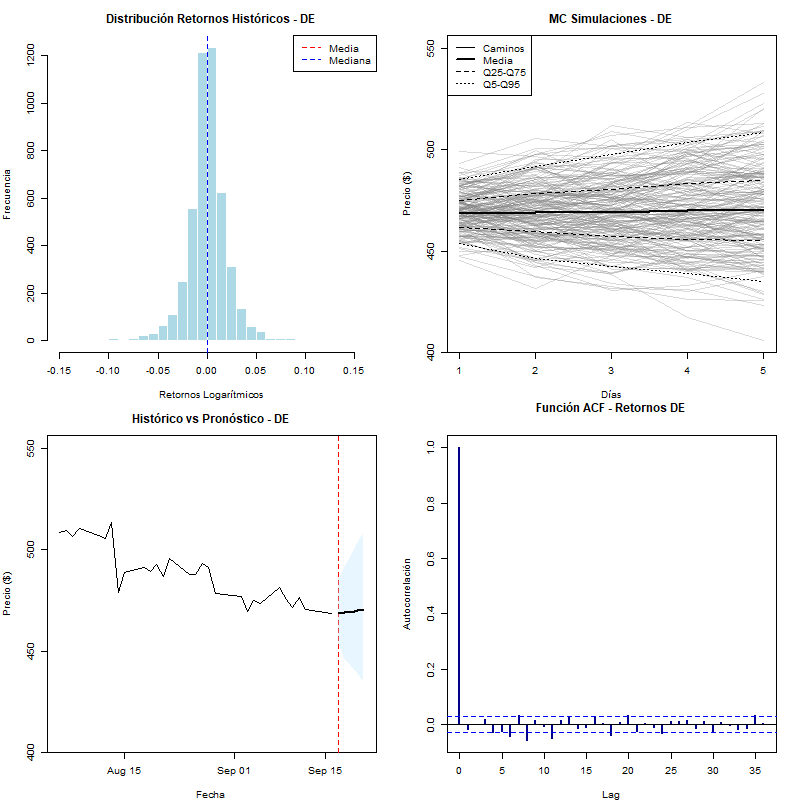 Distribución Retornos Históricos - DE
Frecuencia
1200
1000
800
600
400
200
0
Media
Mediana
-0.15 -0.10 -0.05 0.00 0.05 0.10 0.15
Retornos Logarítmicos
MC Simulaciones - DE
Precio ($)
550
500
450
400
Caminos
Media
Q25-Q75
Q5-Q95
1 2 3 4 5
Días
Histórico vs Pronóstico - DE
Precio ($)
550
500
450
400
Aug 15 Sep 01 Sep 15
Fecha
Función ACF - Retornos DE
Autocorrelación
1.0
0.8
0.6
0.4
0.2
0.0
0 5 10 15 20 25 30 35
Lag